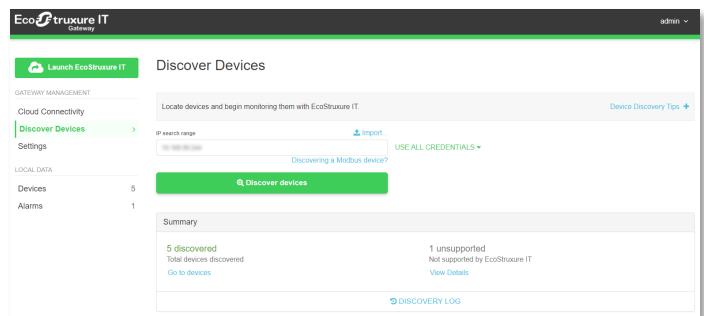 EcoStruxure IT
Gateway
admin
Launch EcoStruxure IT
Discover Devices
GATEWAY MANAGEMENT
Cloud Connectivity
Discover Devices
Settings
LOCAL DATA
Devices 5
Alarms 1
Locate devices and begin monitoring them with EcoStruxure IT.
Device Discovery Tips +
IP search range
Import
USE ALL CREDENTIALS
Discovering a Modbus device?
Discover devices
Summary
5 discovered
Total devices discovered
Go to devices
1 unsupported
Not supported by EcoStruxure IT
View Details
DISCOVERY LOG